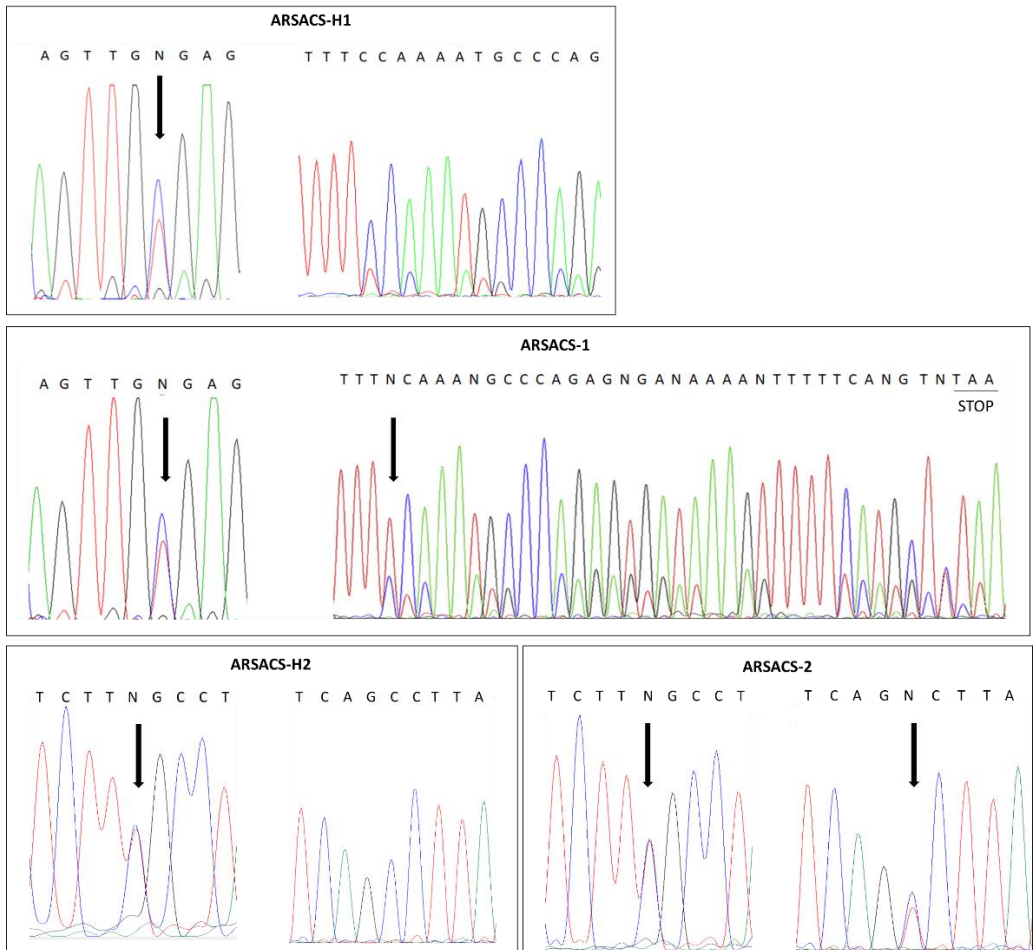 ARSACS-H1
A G T T G N G A G
T T T C C A A A A T G C C C A G
ARSACS-1
A G T T G N G A G
T T T N C A A A N G C C C A G A G N G A N A A A A N T T T T T C A N G T N T A A
STOP
ARSACS-H2
T C T T N G C C T
T C A G C C T T A
ARSACS-2
T C T T N G C C T
T C A G N C T T A